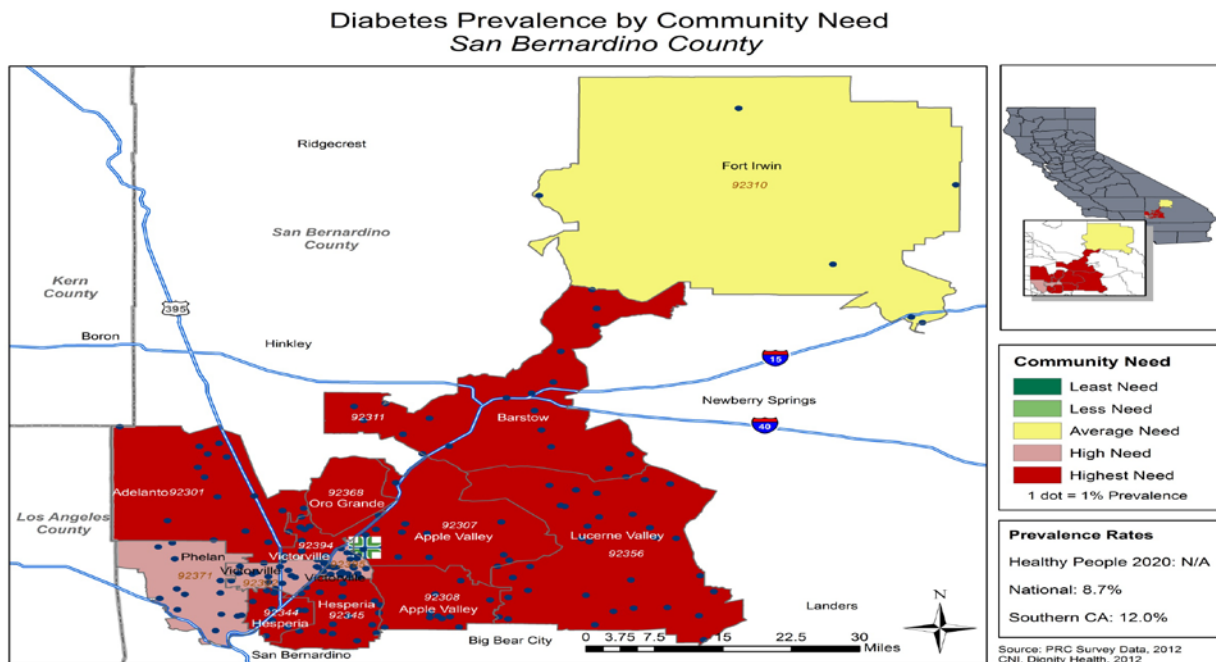 Diabetes Prevalence by Community Need
San Bernardino County
Ridgecrest
Fort Irwin
92310
San Bernardino
County
Kern
County
395
Boron
Hinkley
15
Newberry Springs
92311
Barstow
40
Adelanto 92301
92368
Oro Grande
Los Angeles
County
92307
Apple Valley
Lucerne Valley
92356
92394
Victorville
Phelan
92371
Victorville
Victorville
92344
Hesperia
Hesperia
92345
92308
Apple Valley
Landers
Big Bear City
San Bernardino
0 3.75 7.5 15 22.5 30
Miles
N
Community Need
Least Need
Less Need
Average Need
High Need
Highest Need
1 dot = 1% Prevalence
Prevalence Rates
Healthy People 2020: N/A
National: 8.7%
Southern CA: 12.0%
Source: PRC Survey Data, 2012
CNI, Dignity Health, 2012